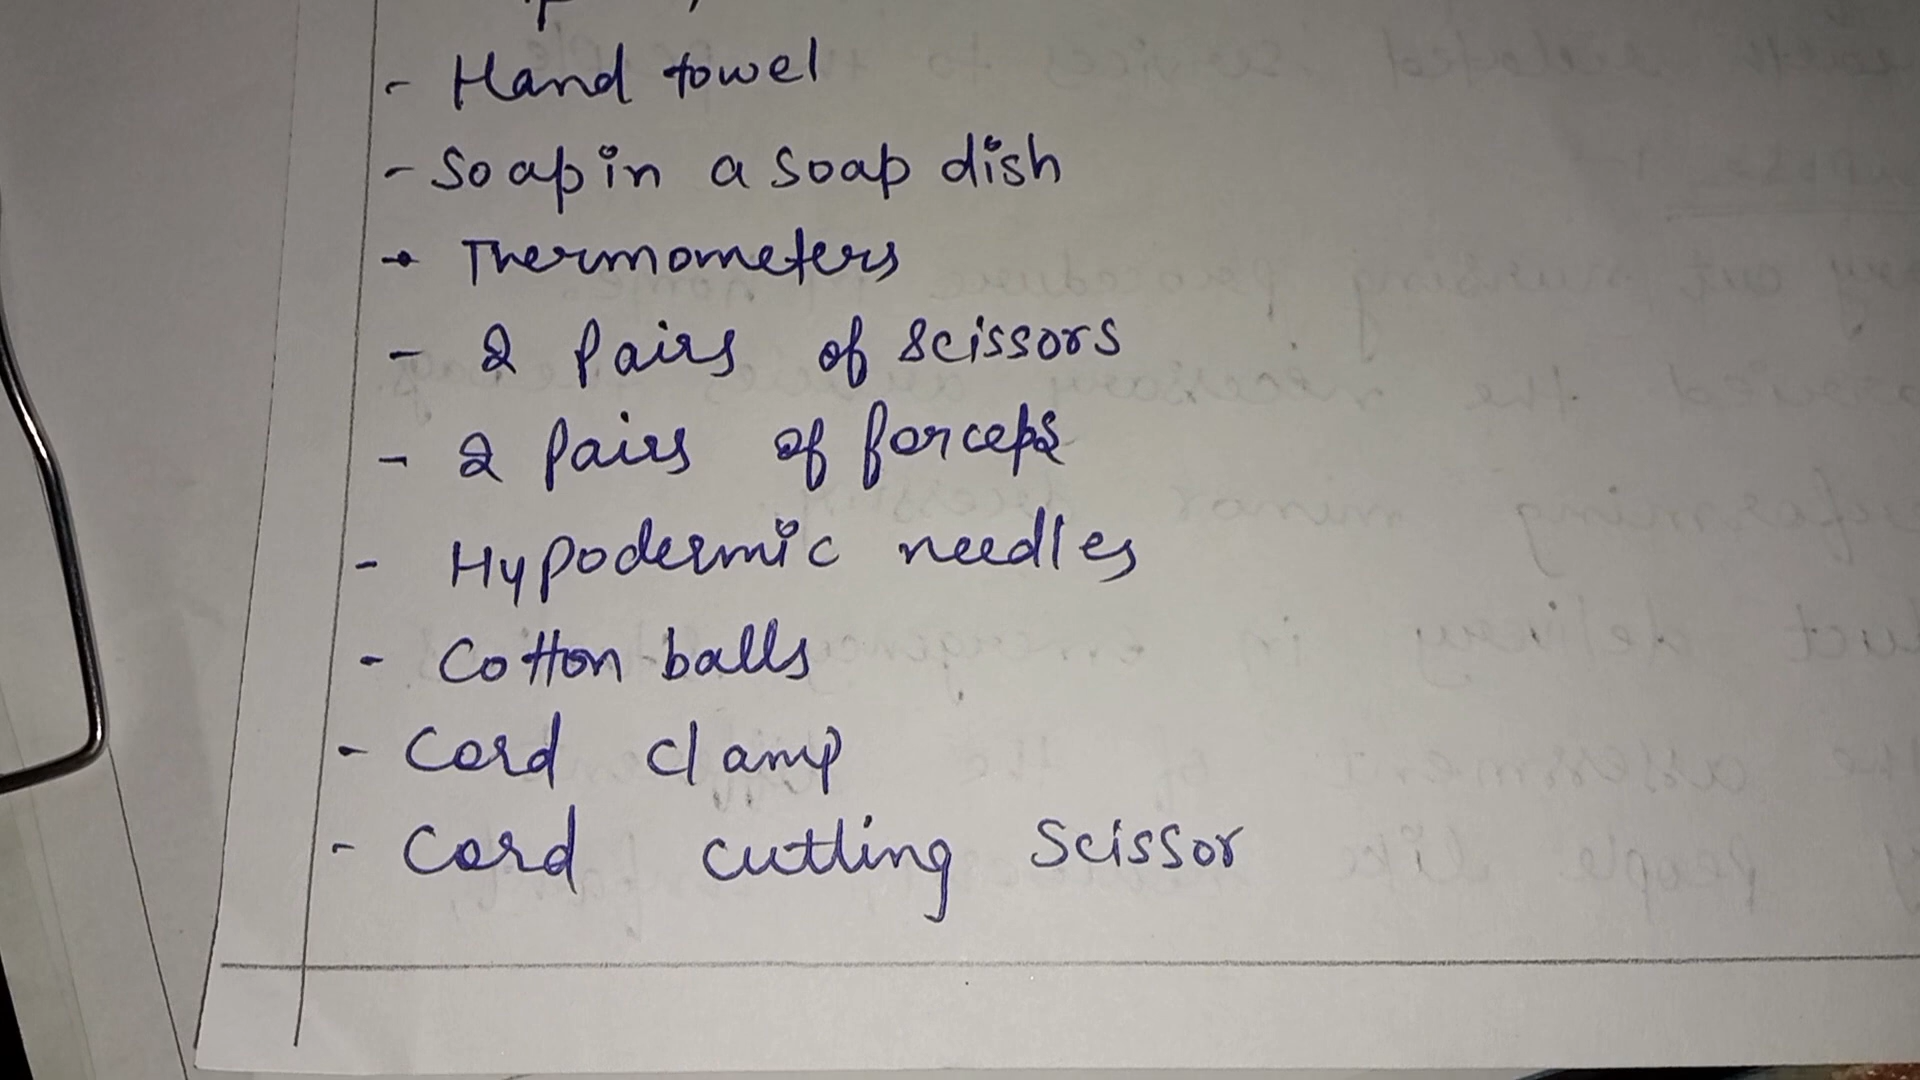 - Hand towel
- Soap in a soap dish
- Thermometers
- 2 Pairs of scissors
- 2 Pairs of forceps
- Hypodermic needles
- Cotton balls
- Cord clamp
- Cord cutting Scissor